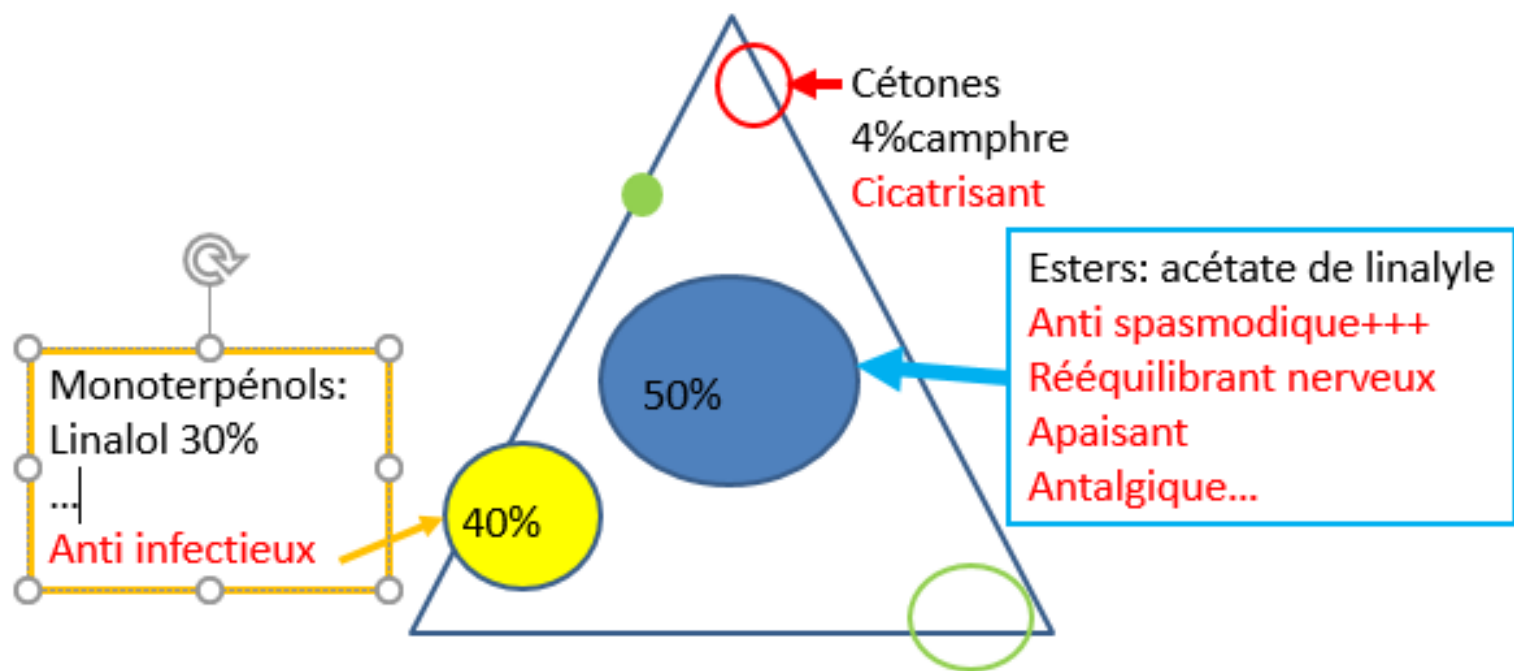 Cétones
4%camphre
Cicatrisant
Esters: acétate de linalyle
Anti spasmodique+++
Rééquilibrant nerveux
Apaisant
Antalgique...
50%
Monoterpénols:
Linalol 30%
...
Anti infectieux
40%